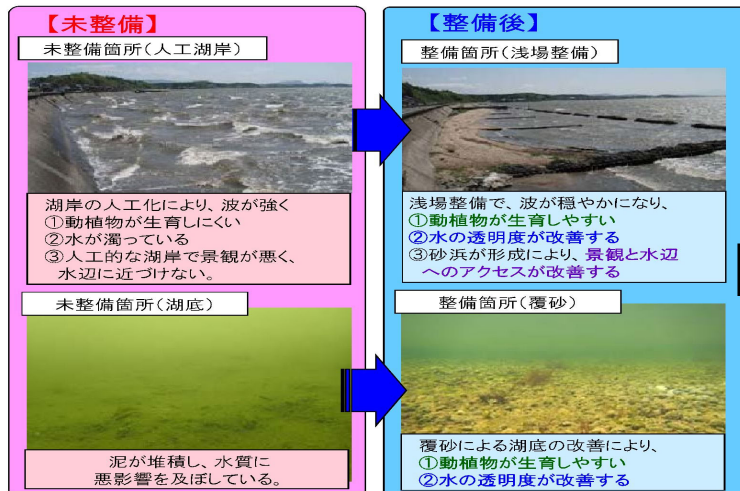 【未整備】
未整備箇所(人工湖岸)
湖岸の人工化により、波が強く
①動植物が生育しにくい
②水が濁っている
③人工的な湖岸で景観が悪く、
水辺に近づけない。
未整備箇所(湖底)
泥が堆積し、水質に
悪影響を及ぼしている。
【整備後】
整備箇所(浅場整備)
浅場整備で、波が穏やかになり、
①動植物が生育しやすい
②水の透明度が改善する
③砂浜が形成により、景観と水辺
へのアクセスが改善する
整備箇所(覆砂)
覆砂による湖底の改善により、
①動植物が生育しやすい
②水の透明度が改善する